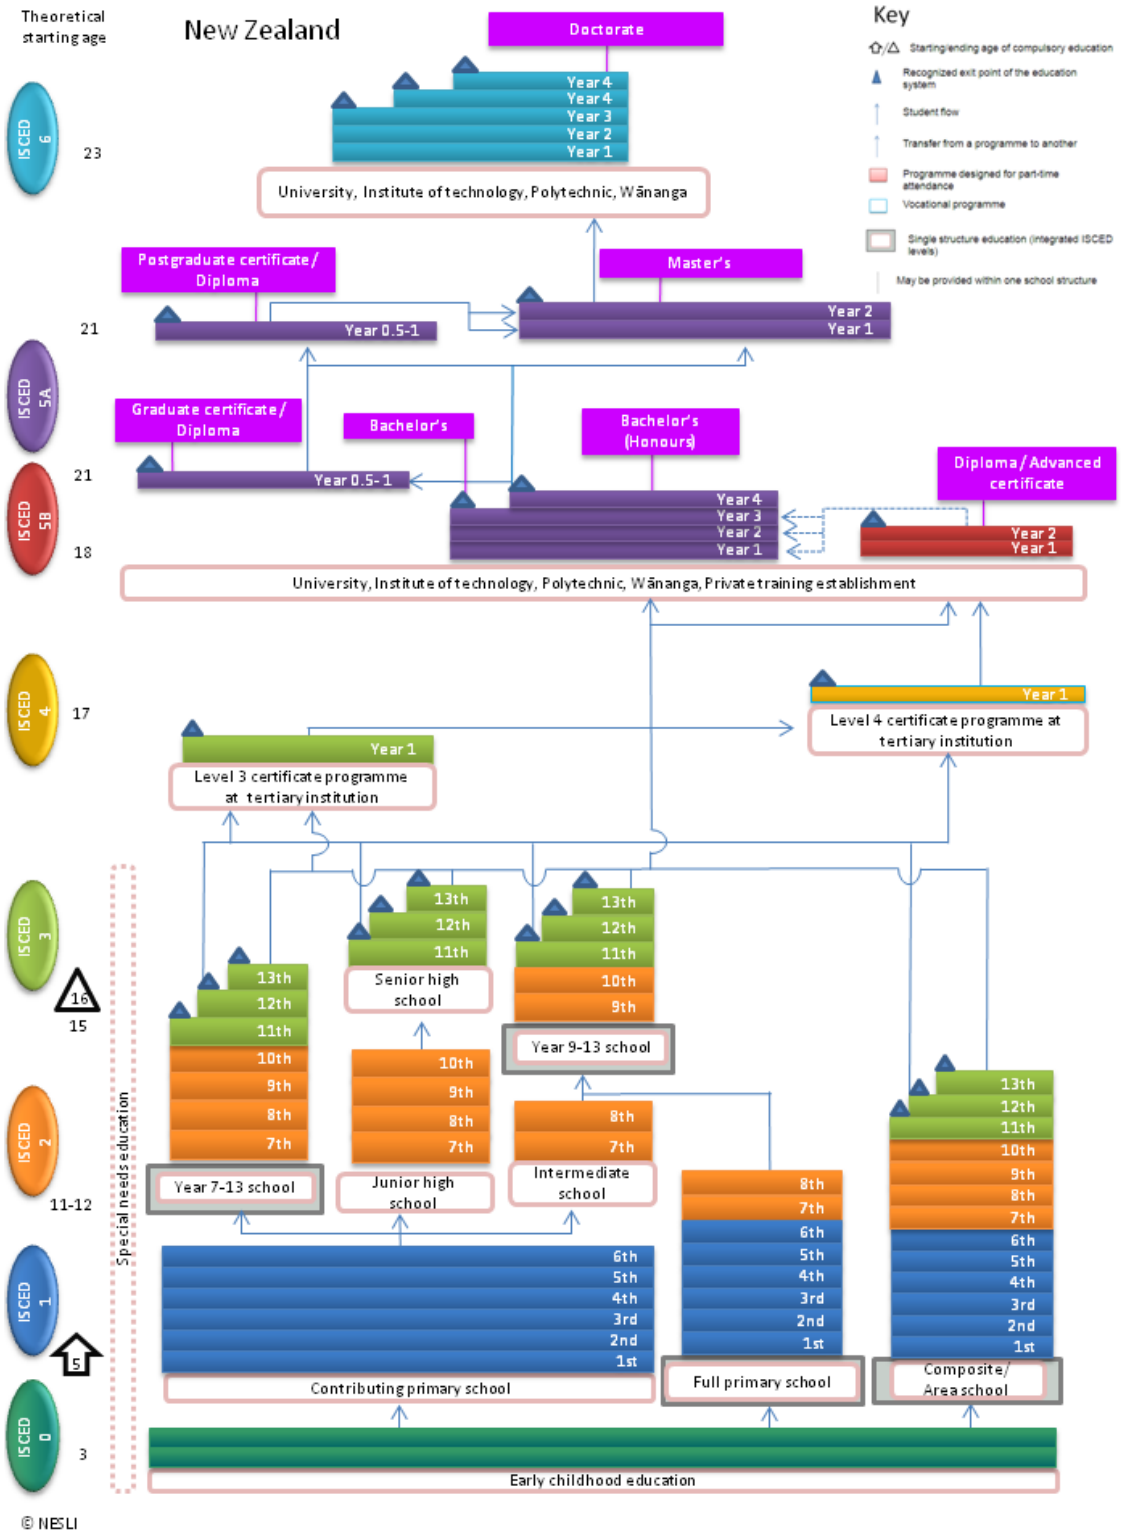 Theoretical
starting age
New Zealand
Key
Starting/ending age of compulsory education
Recognized exit point of the education
system
Student flow
Transfer from a programme to another
Programme designed for part-time
attendance
Vocational programme
Single structure education (integrated ISCED
levels)
May be provided within one school structure
Doctorate
Year 4
Year 4
Year 3
Year 2
Year 1
ISCED
6
23
University, Institute of technology, Polytechnic, Wānanga
Postgraduate certificate/
Diploma
Master's
Year 2
Year 1
Year 0.5-1
21
ISCED
5A
Graduate certificate/
Diploma
Bachelor's
Bachelor's
(Honours)
Diploma/Advanced
certificate
21
Year 0.5-1
ISCED
5B
Year 4
Year 3
Year 2
Year 1
Year 2
Year 1
18
University, Institute of technology, Polytechnic, Wānanga, Private training establishment
ISCED
4
17
Year 1
Level 4 certificate programme at
tertiary institution
Year 1
Level 3 certificate programme
at tertiary institution
ISCED
3
16
15
13th
12th
11th
10th
9th
8th
7th
Year 7-13 school
13th
12th
11th
Senior high
school
10th
9th
8th
7th
Junior high
school
13th
12th
11th
10th
9th
Year 9-13 school
8th
7th
Intermediate
school
ISCED
2
11-12
Special needs education
8th
7th
6th
5th
4th
3rd
2nd
1st
Full primary school
13th
12th
11th
10th
9th
8th
7th
6th
5th
4th
3rd
2nd
1st
Composite/
Area school
ISCED
1
5
6th
5th
4th
3rd
2nd
1st
Contributing primary school
ISCED
0
3
Early childhood education
© NESLI